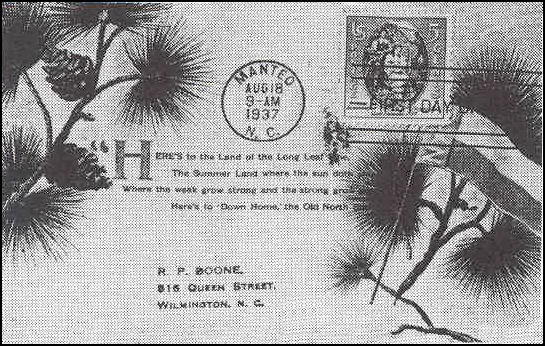 MANTEO
AUG 18
9-AM
1937
N. C.
FIRST DAY
"HERE'S to the Land of the Long Leaf
The Summer Land where the sun doth
Where the weak grow strong and the strong
Here's to 'Down Home,' the Old North
R. P. BOONE,
815 QUEEN STREET,
WILMINGTON, N. C.